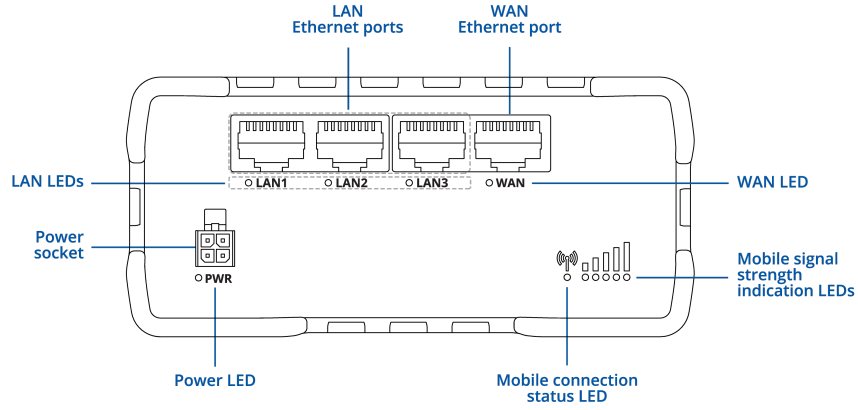 LAN
Ethernet ports
WAN
Ethernet port
LAN LEDs
LAN1
LAN2
LAN3
WAN
WAN LED
Power
socket
PWR
Mobile signal
strength
indication LEDs
Power LED
Mobile connection
status LED